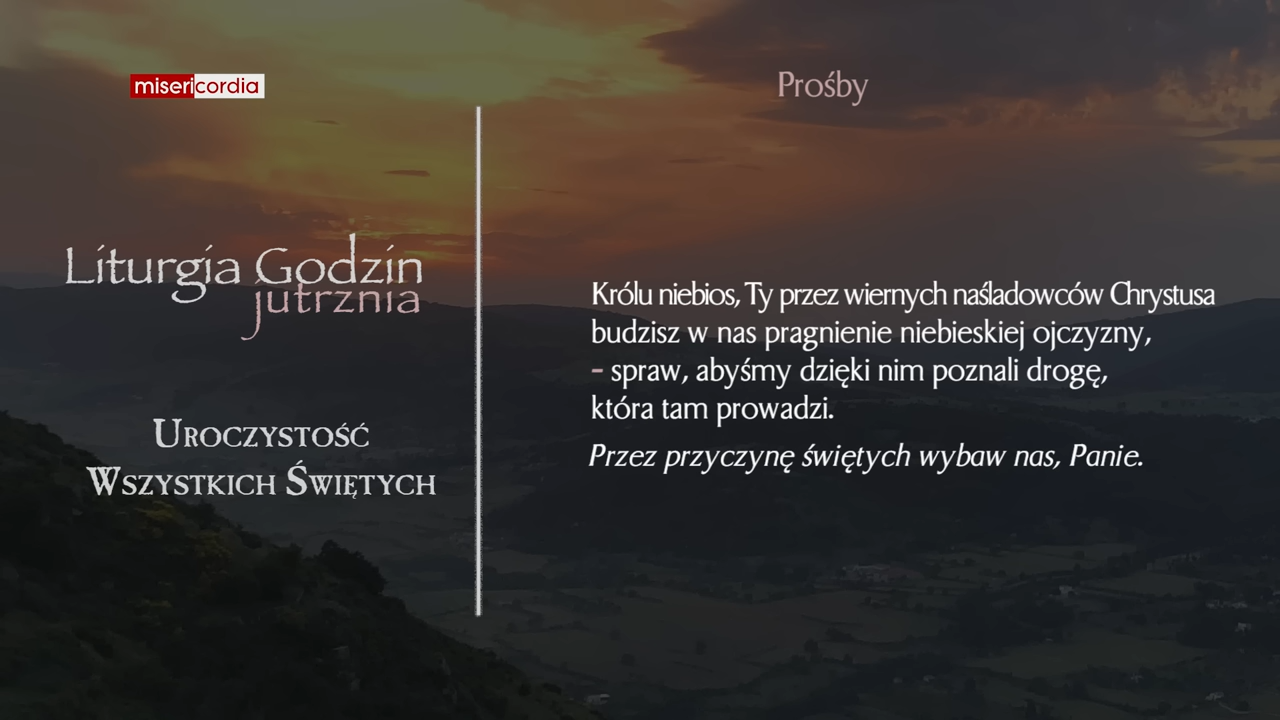 misericordia
Liturgia Godzin
jutrznia
Uroczystość
Wszystkich Świętych
Prośby
Królu niebios, Ty przez wiernych naśladowców Chrystusa
budzisz w nas pragnienie niebieskiej ojczyzny,
- spraw, abyśmy dzięki nim poznali drogę,
która tam prowadzi.
Przez przyczynę świętych wybaw nas, Panie.